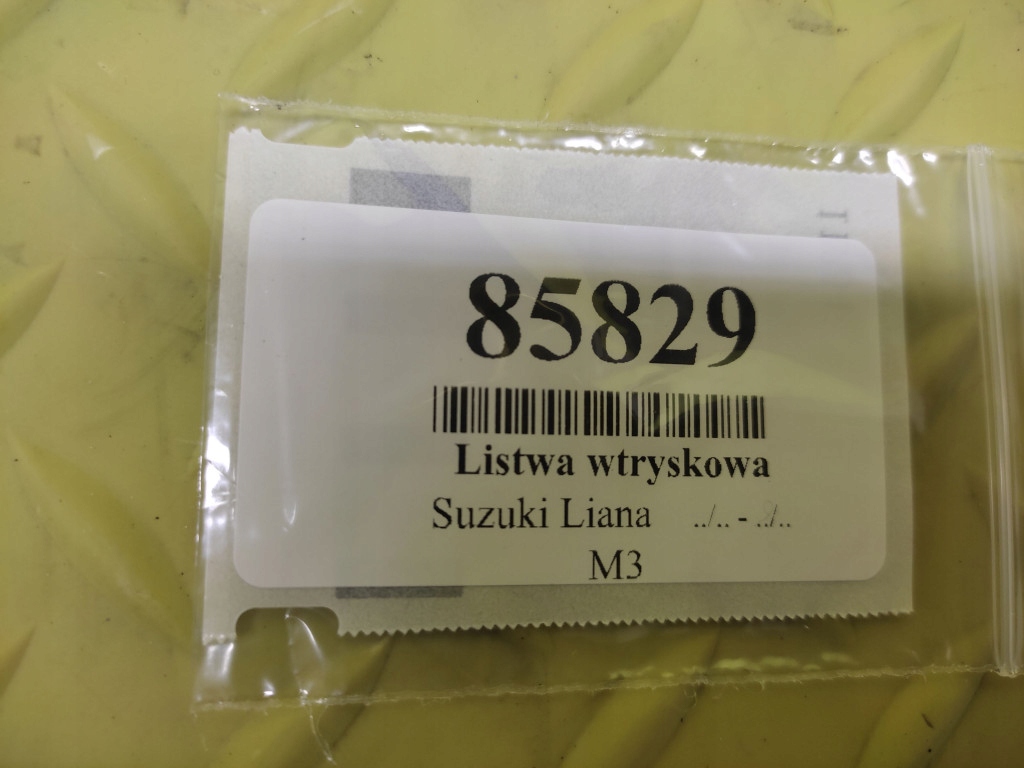 85829
Listwa wtryskowa
Suzuki Liana ../.. - ../..
M3